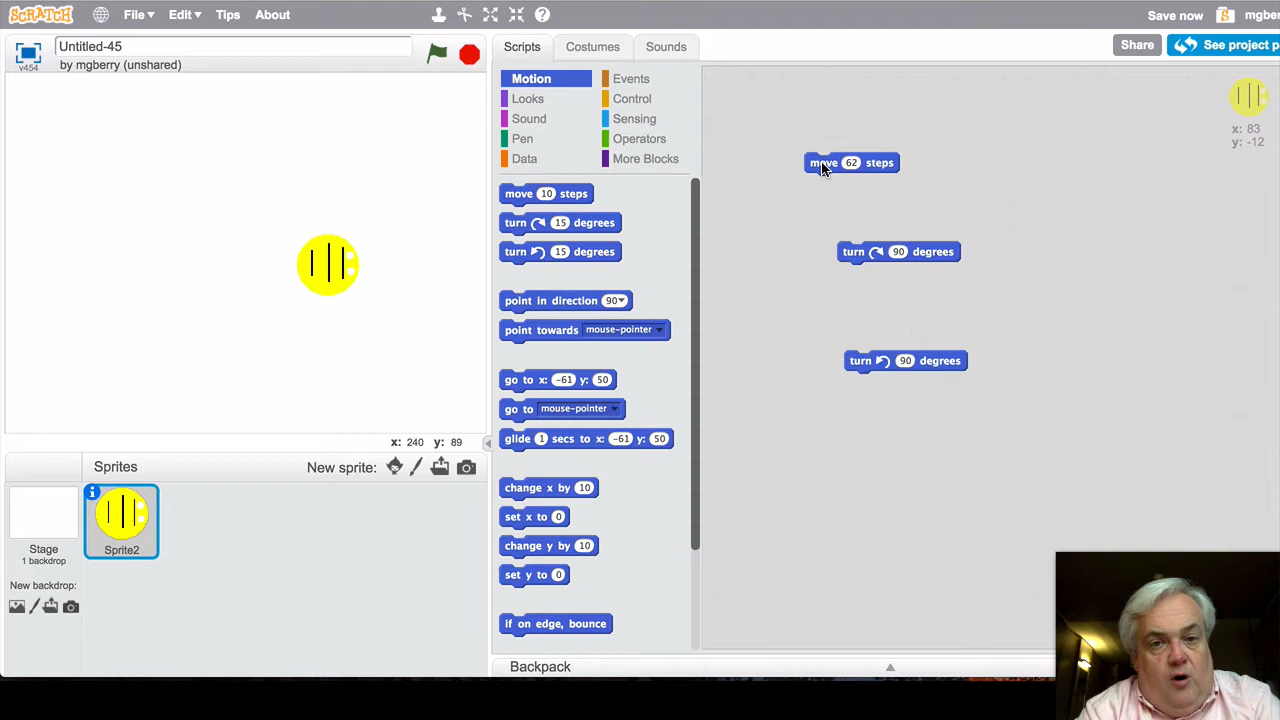 SCRATCH File Edit Tips About Save now mgber
v454
Untitled-45
by mgberry (unshared)
Scripts Costumes Sounds
Share See project p
Motion Events
Looks Control
Sound Sensing
Pen Operators
Data More Blocks
move 10 steps
turn 15 degrees
turn 15 degrees
point in direction 90
point towards mouse-pointer
go to x: -61 y: 50
go to mouse-pointer
glide 1 secs to x: -61 y: 50
change x by 10
set x to 0
change y by 10
set y to 0
if on edge, bounce
move 62 steps
turn 90 degrees
turn 90 degrees
x: 83
y: -12
x: 240 y: 89
Sprites New sprite:
Stage
1 backdrop
New backdrop:
Sprite2
Backpack